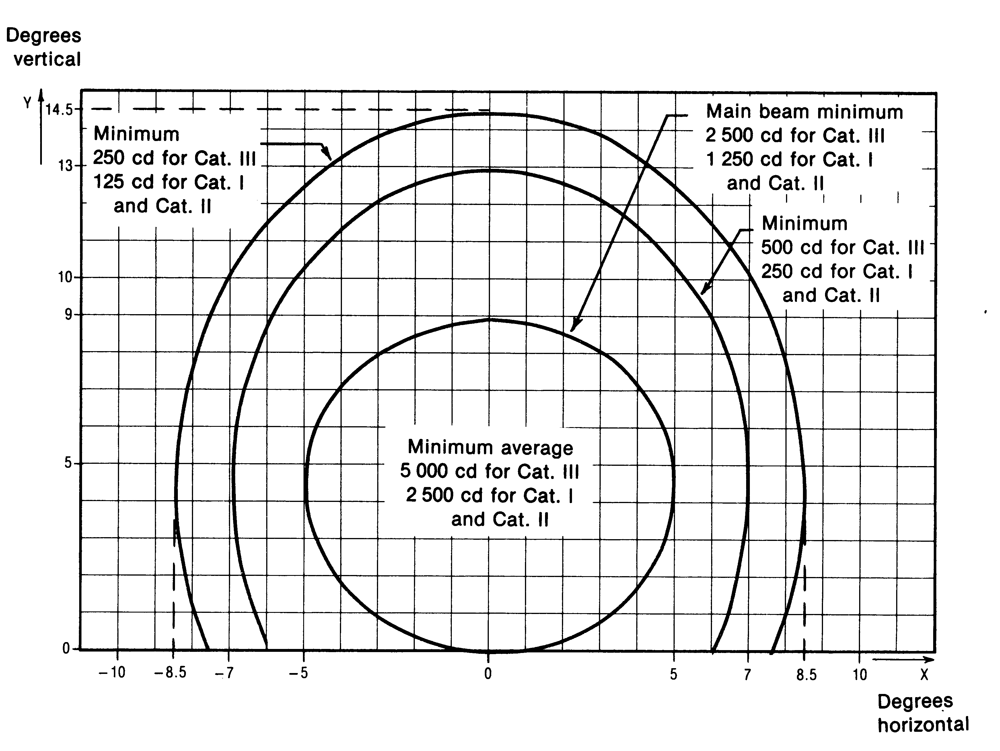 Degrees
vertical
Y
14.5
13
10
9
5
0
Minimum
250 cd for Cat. III
125 cd for Cat. I
and Cat. II
Main beam minimum
2 500 cd for Cat. III
1 250 cd for Cat. I
and Cat. II
Minimum
500 cd for Cat. III
250 cd for Cat. I
and Cat. II
Minimum average
5 000 cd for Cat. III
2 500 cd for Cat. I
and Cat. II
-10 -8.5 -7 -5 0 5 7 8.5 10 X
Degrees
horizontal